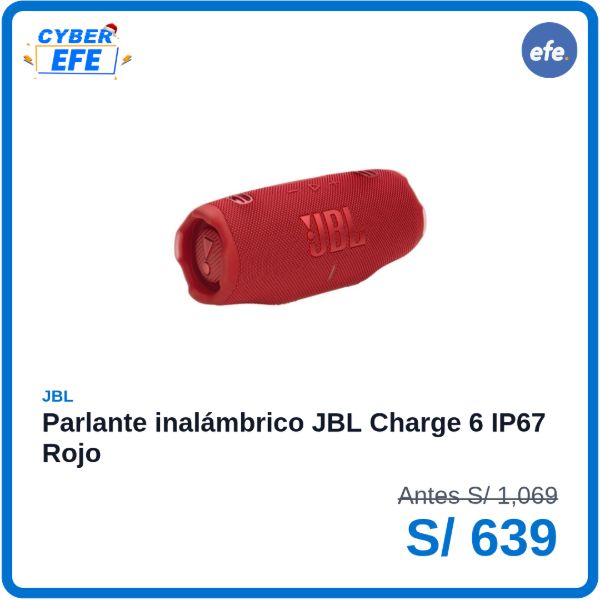 CYBER
EFE
efe.
JBL
JBL
Parlante inalámbrico JBL Charge 6 IP67
Rojo
Antes S/ 1,069
S/ 639